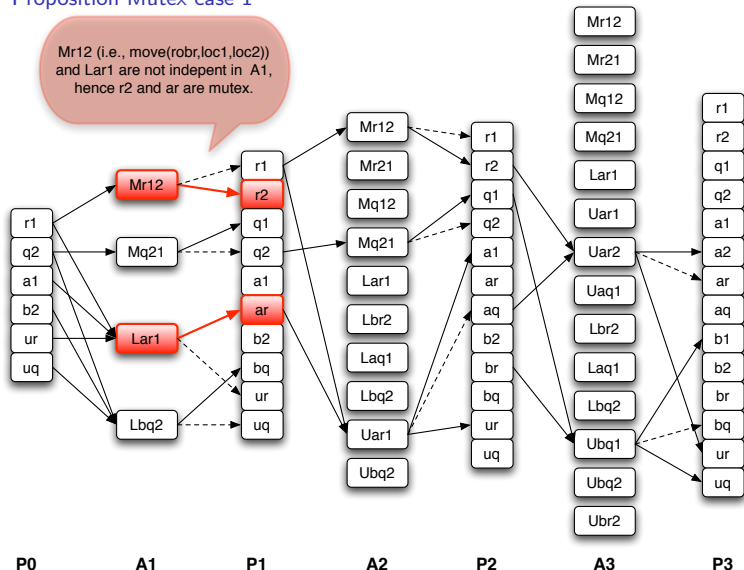 Proposition Mutex case 1
Mr12 (i.e., move(robr,loc1,loc2))
and Lar1 are not indepent in A1,
hence r2 and ar are mutex.
r1
q2
a1
b2
ur
uq
Mr12
Mq21
Lar1
Lbq2
r1
r2
q1
q2
a1
ar
b2
bq
ur
uq
Mr12
Mr21
Mq12
Mq21
Lar1
Lbr2
Laq1
Lbq2
Uar1
Ubq2
r1
r2
q1
q2
a1
ar
aq
b2
br
bq
ur
uq
Mr12
Mr21
Mq12
Mq21
Lar1
Uar1
Uar2
Uaq1
Lbr2
Laq1
Lbq2
Ubq1
Ubq2
Ubr2
r1
r2
q1
q2
a1
a2
ar
aq
b1
b2
br
bq
ur
uq
P0 A1 P1 A2 P2 A3 P3